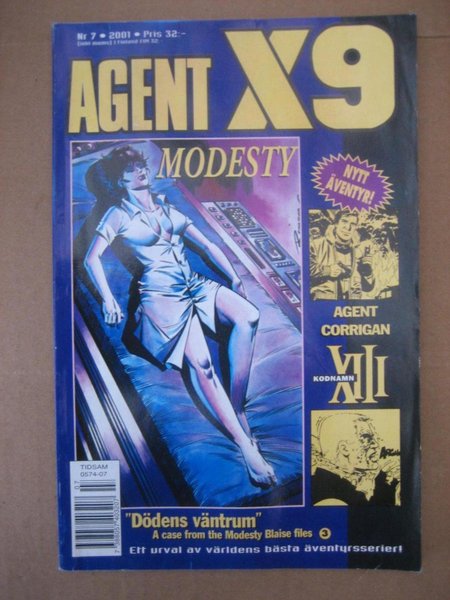 Nr 7 • 2001 • Pris 32:-
AGENT X9
MODESTY
NYTT
ÄVENTYR!
AGENT
CORRIGAN
XIII
KODNAMN
TIDSAM
0574-07
"Dödens väntrum"
A case from the Modesty Blaise files 3
Ett urval av världens bästa äventyrsserier!